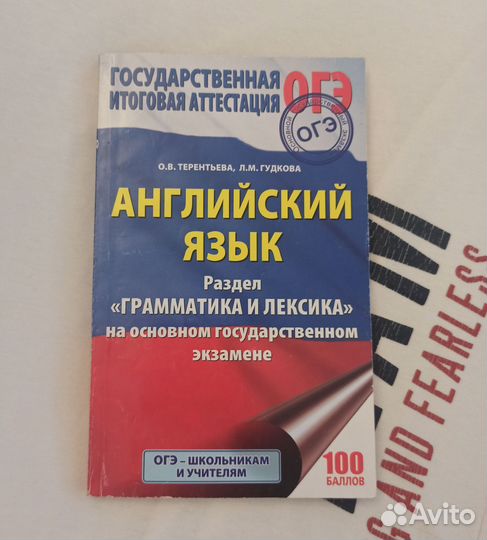 ГОСУДАРСТВЕННАЯ
ИТОГОВАЯ АТТЕСТАЦИЯ
ОГЭ
ОГЭ
О.В. ТЕРЕНТЬЕВА, Л.М. ГУДКОВА
АНГЛИЙСКИЙ
ЯЗЫК
Раздел
«ГРАММАТИКА И ЛЕКСИКА»
на основном государственном
экзамене
ОГЭ – ШКОЛЬНИКАМ
И УЧИТЕЛЯМ
100
БАЛЛОВ
AND FEARLESS
Avito